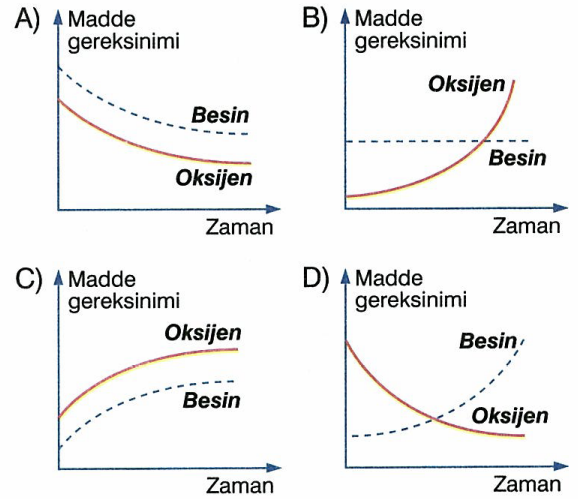 A) Madde
gereksinimi
Besin
Oksijen
Zaman
B) Madde
gereksinimi
Oksijen
Besin
Zaman
C) Madde
gereksinimi
Oksijen
Besin
Zaman
D) Madde
gereksinimi
Besin
Oksijen
Zaman